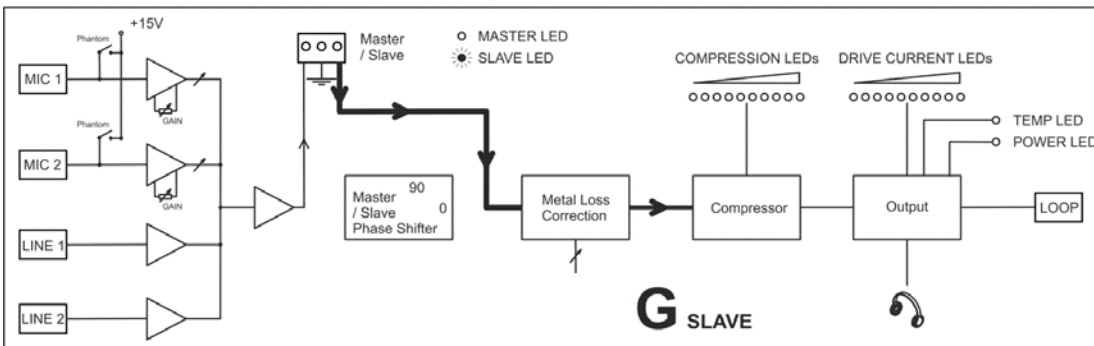 +15V
Phantom
MIC 1
GAIN
Phantom
MIC 2
GAIN
LINE 1
LINE 2
Master
/ Slave
MASTER LED
SLAVE LED
90
Master
0
/ Slave
Phase Shifter
Metal Loss
Correction
COMPRESSION LEDs
Compressor
DRIVE CURRENT LEDs
TEMP LED
POWER LED
Output
LOOP
G SLAVE